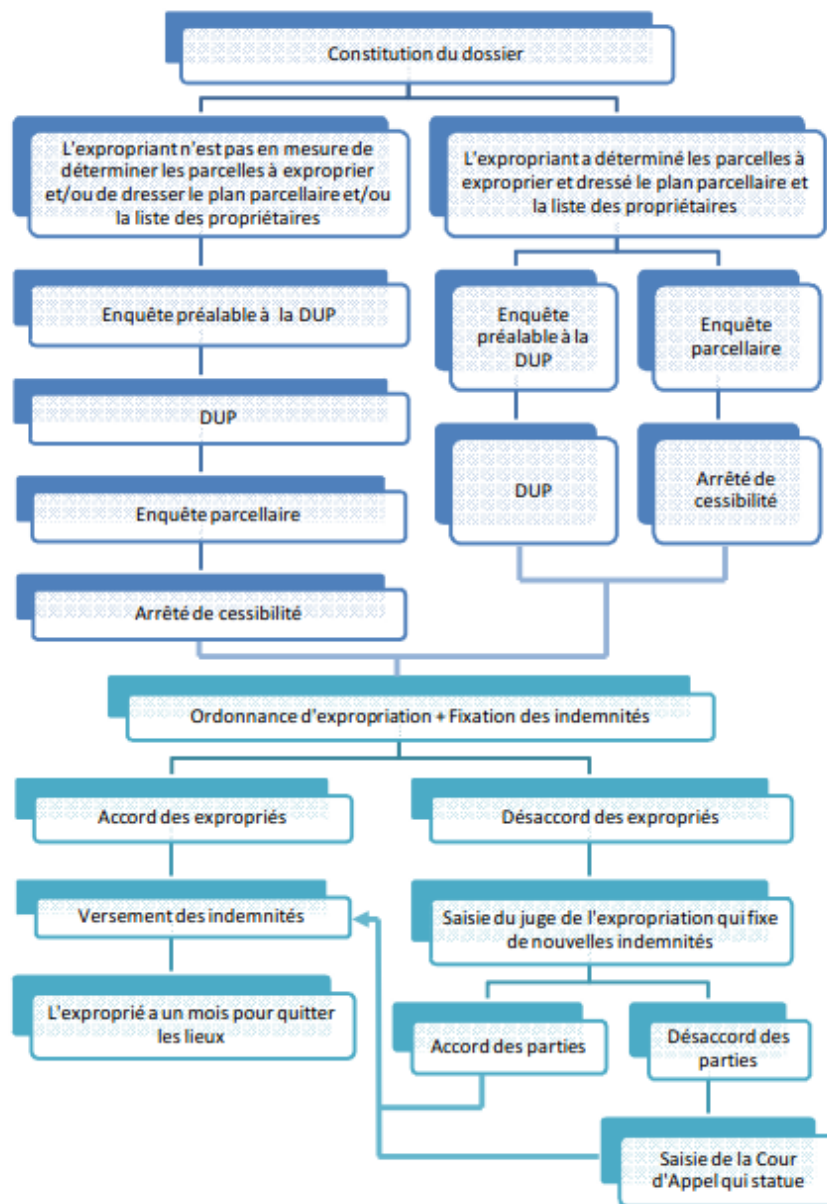 Constitution du dossier
L'expropriant n'est pas en mesure de
déterminer les parcelles à exproprier
et/ou de dresser le plan parcellaire et/ou
la liste des propriétaires
L'expropriant a déterminé les parcelles à
exproprier et dressé le plan parcellaire et
la liste des propriétaires
Enquête préalable à la DUP
DUP
Enquête parcellaire
Arrêté de cessibilité
Enquête
préalable à la
DUP
Enquête
parcellaire
DUP
Arrêté de
cessibilité
Ordonnance d'expropriation + Fixation des indemnités
Accord des expropriés
Désaccord des expropriés
Versement des indemnités
Saisie du juge de l'expropriation qui fixe
de nouvelles indemnités
L'exproprié a un mois pour quitter
les lieux
Accord des parties
Désaccord des
parties
Saisie de la Cour
d'Appel qui statue